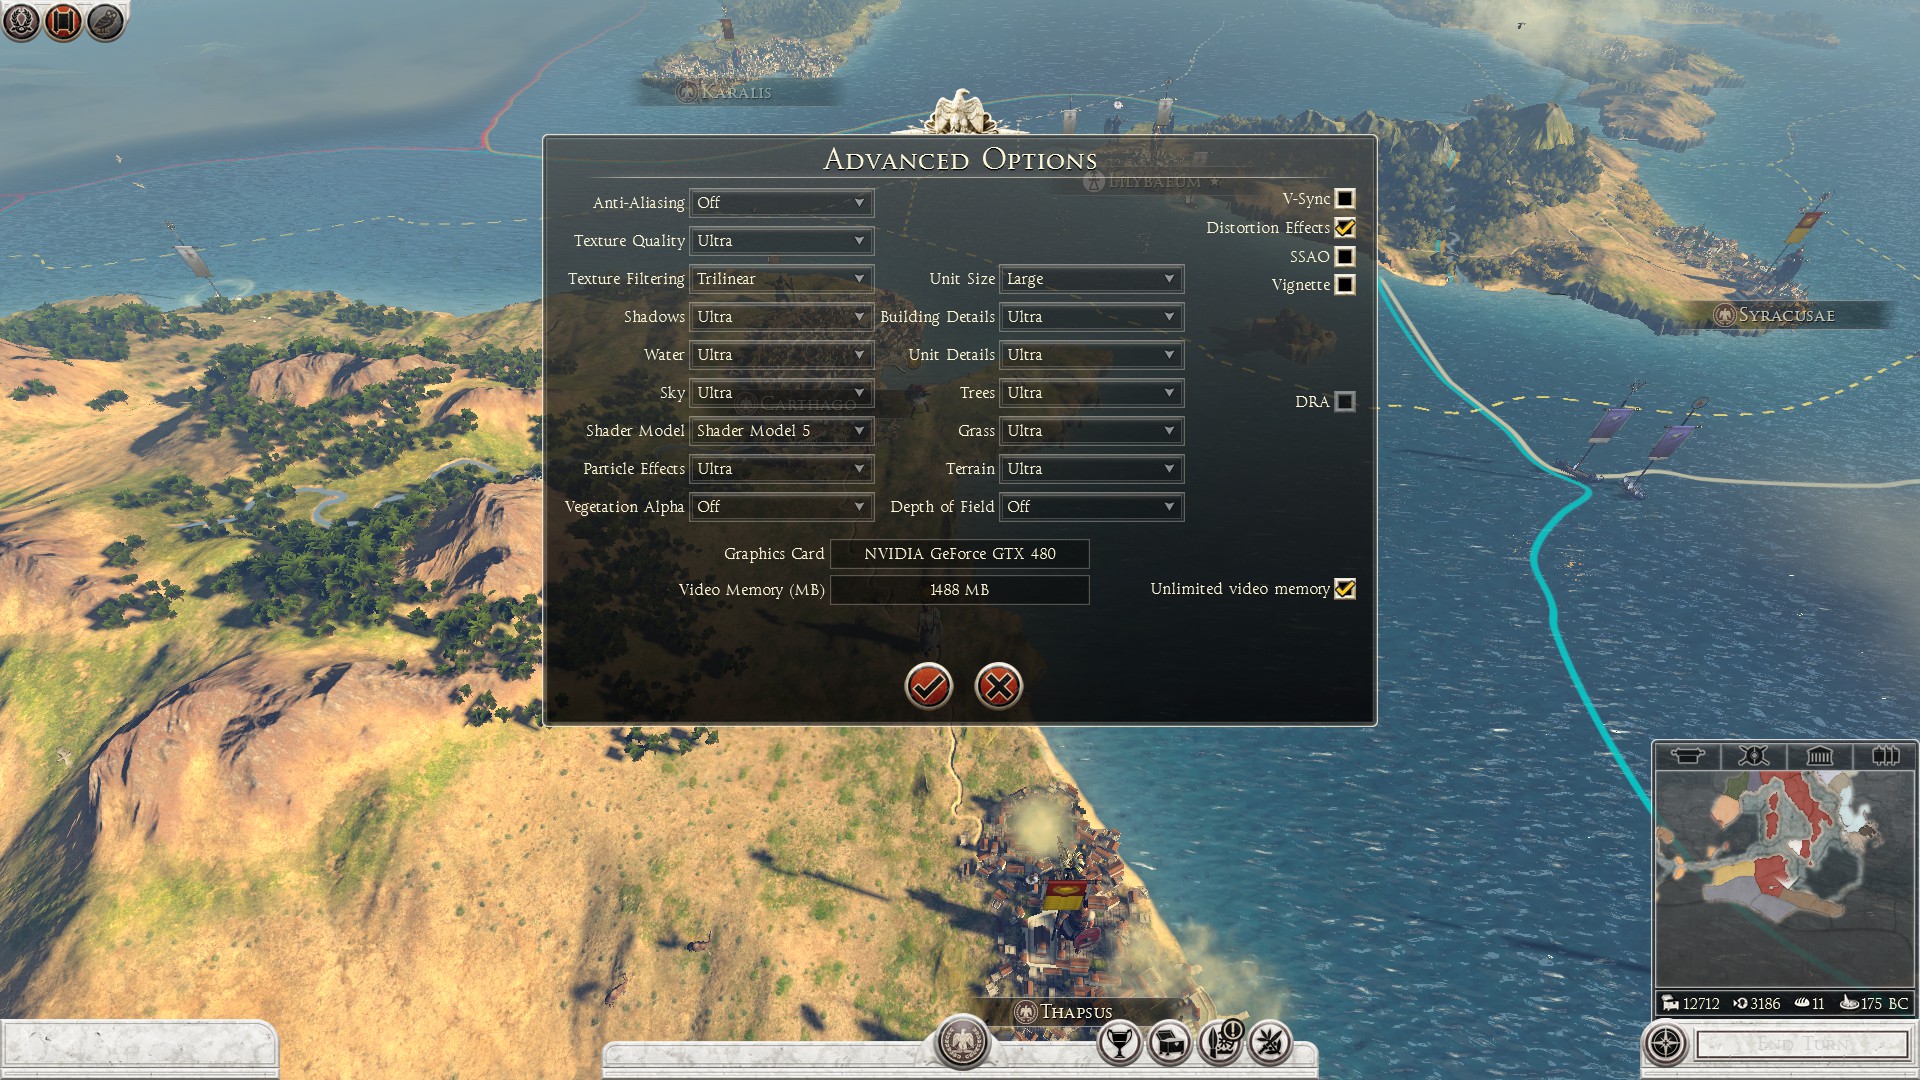 Karalis
Advanced Options
Lilybaeum
Anti-Aliasing Off
V-Sync
Texture Quality Ultra
Distortion Effects
SSAO
Texture Filtering Trilinear
Unit Size Large
Vignette
Shadows Ultra
Building Details Ultra
Syracusae
Water Ultra
Unit Details Ultra
Sky Ultra
Trees Ultra
DRA
Carthago
Shader Model Shader Model 5
Grass Ultra
Particle Effects Ultra
Terrain Ultra
Vegetation Alpha Off
Depth of Field Off
Graphics Card NVIDIA GeForce GTX 480
Video Memory (MB) 1488 MB
Unlimited video memory
12712 3186 11 175 BC
Thapsus
End Turn